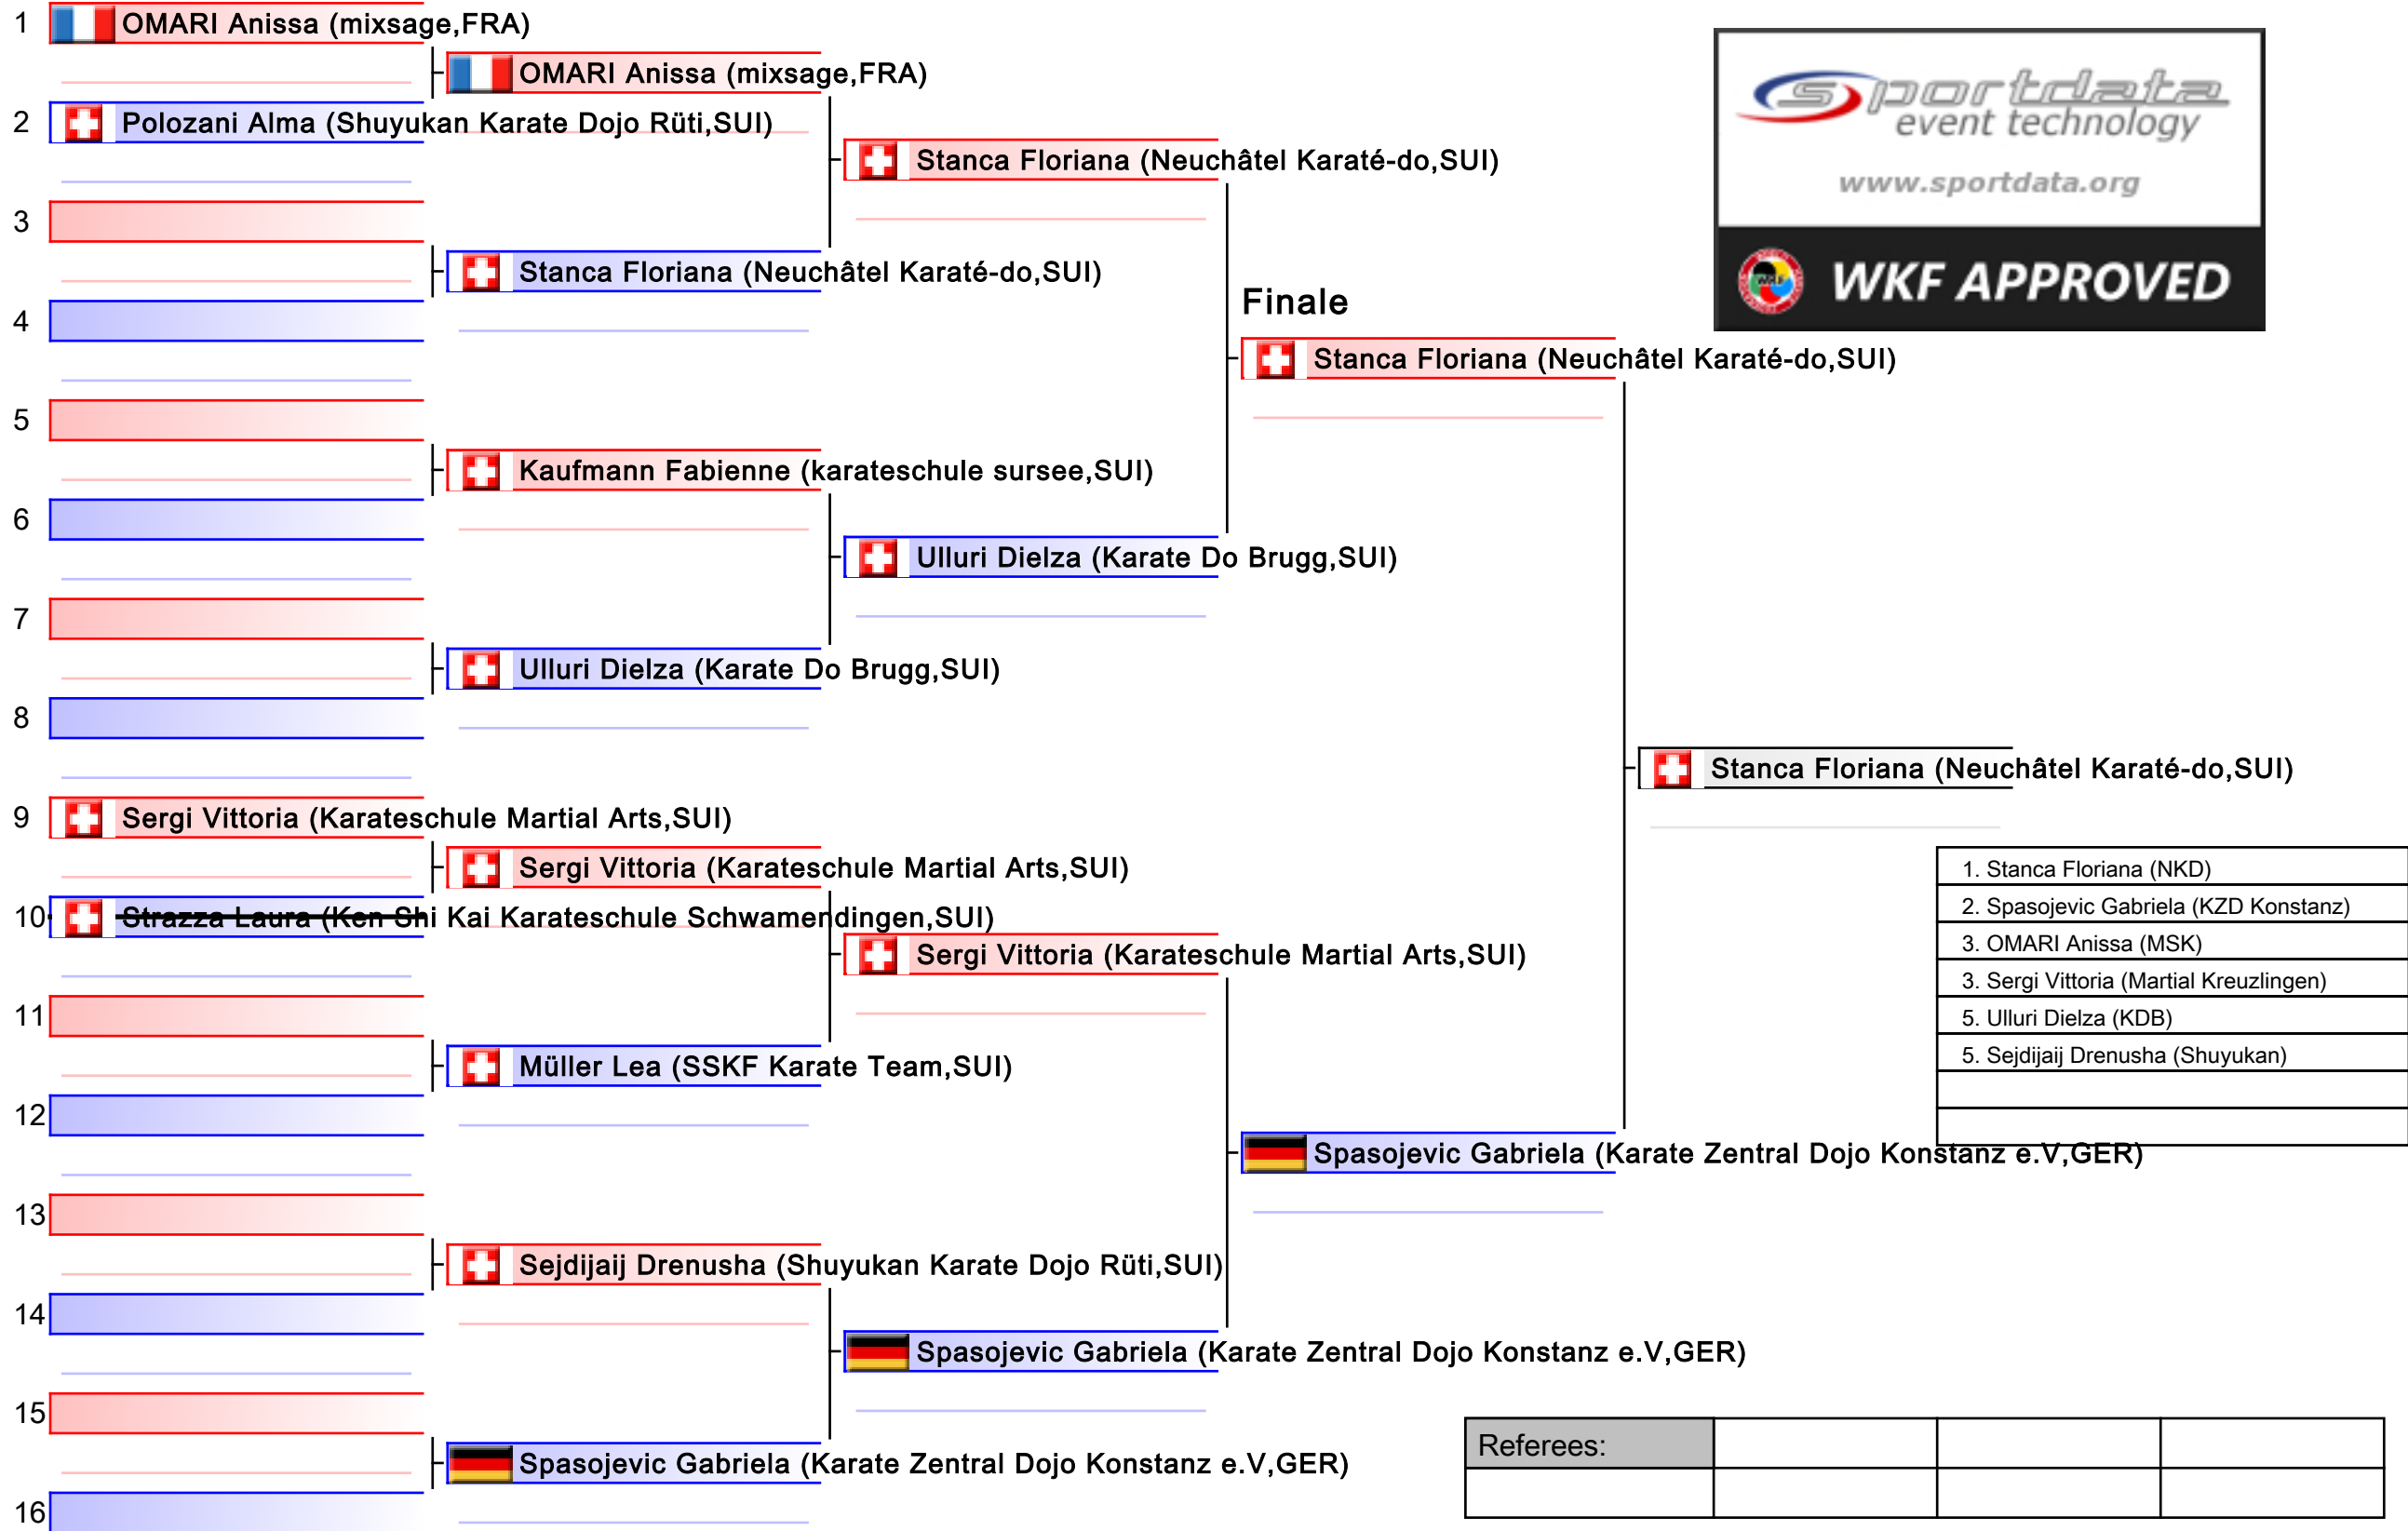 1 OMARI Anissa (mixsage,FRA)
OMARI Anissa (mixsage,FRA)
2 Polozani Alma (Shuyukan Karate Dojo Rüti,SUI)
Stanca Floriana (Neuchâtel Karaté-do,SUI)
3
Stanca Floriana (Neuchâtel Karaté-do,SUI)
4
Finale
Stanca Floriana (Neuchâtel Karaté-do,SUI)
5
Kaufmann Fabienne (karateschule sursee,SUI)
6
Ulluri Dielza (Karate Do Brugg,SUI)
7
Ulluri Dielza (Karate Do Brugg,SUI)
8
Stanca Floriana (Neuchâtel Karaté-do,SUI)
9 Sergi Vittoria (Karateschule Martial Arts,SUI)
Sergi Vittoria (Karateschule Martial Arts,SUI)
10 Strazza Laura (Ken Shi Kai Karateschule Schwamendingen,SUI)
Sergi Vittoria (Karateschule Martial Arts,SUI)
11
Müller Lea (SSKF Karate Team,SUI)
12
Spasojevic Gabriela (Karate Zentral Dojo Konstanz e.V,GER)
13
Sejdijaij Drenusha (Shuyukan Karate Dojo Rüti,SUI)
14
Spasojevic Gabriela (Karate Zentral Dojo Konstanz e.V,GER)
15
Spasojevic Gabriela (Karate Zentral Dojo Konstanz e.V,GER)
16
sportdata
event technology
www.sportdata.org
WKF
WKF APPROVED
1. Stanca Floriana (NKD)
2. Spasojevic Gabriela (KZD Konstanz)
3. OMARI Anissa (MSK)
3. Sergi Vittoria (Martial Kreuzlingen)
5. Ulluri Dielza (KDB)
5. Sejdijaij Drenusha (Shuyukan)
Referees: